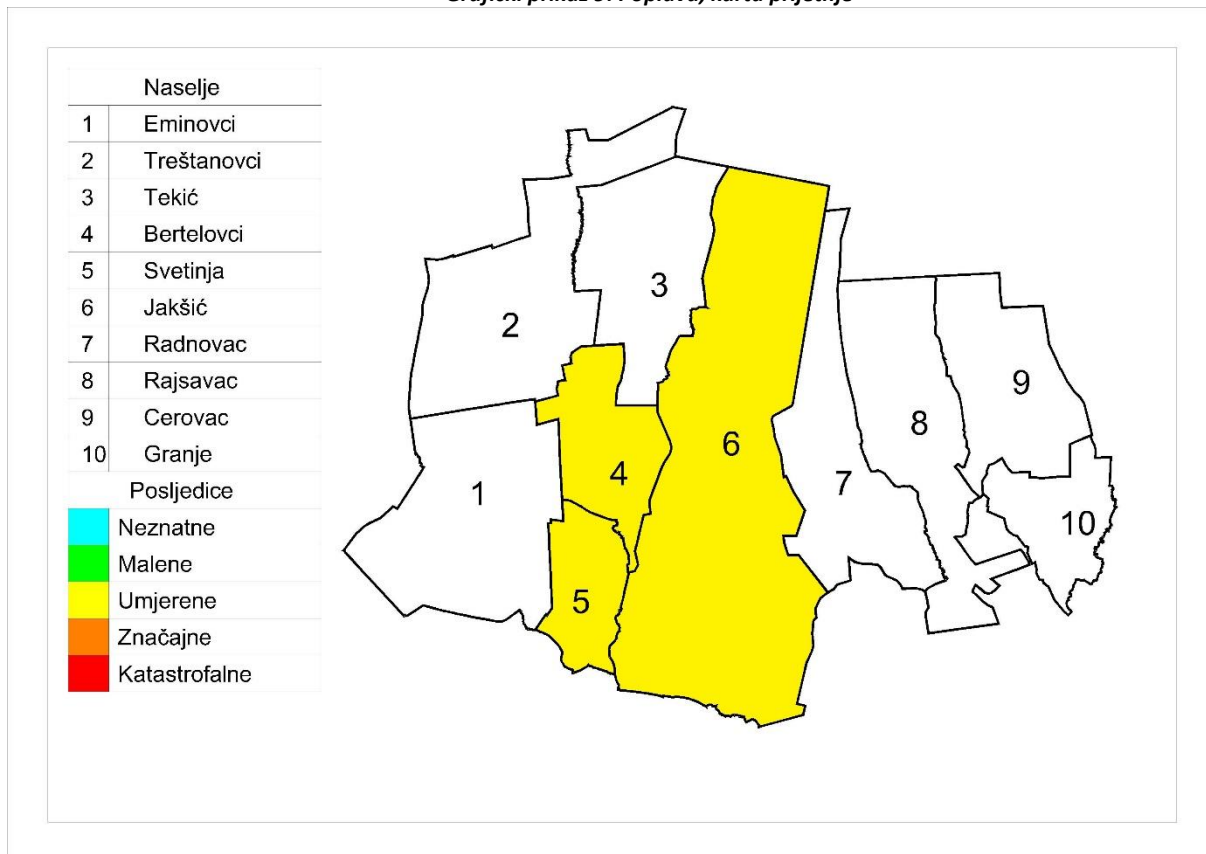 Naselje
1 Eminovci
2 Treštanovci
3 Tekić
4 Bertelovci
5 Svetinja
6 Jakšić
7 Radnovac
8 Rajsavac
9 Cerovac
10 Granje
Posljedice
Neznatne
Malene
Umjerene
Značajne
Katastrofalne
3
2
9
8
6
4
7
1
10
5